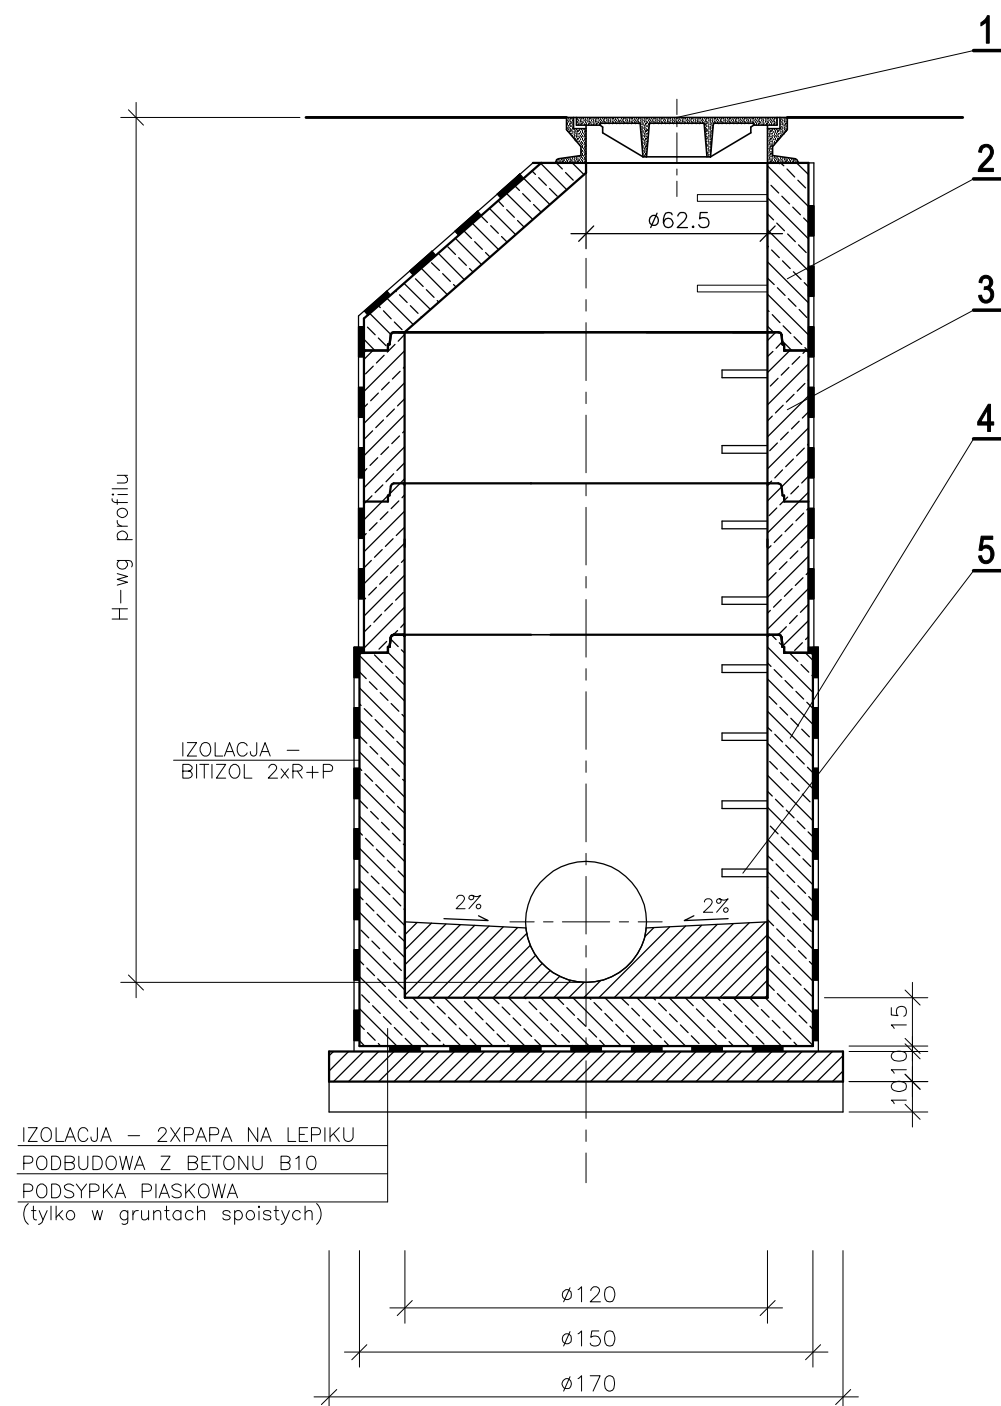 1
2
ø62.5
3
4
H-wg profilu
5
IZOLACJA -
BITIZOL 2xR+P
2%
2%
15
10
10
IZOLACJA - 2XPAPA NA LEPIKU
PODBUDOWA Z BETONU B10
PODSYPKA PIASKOWA
(tylko w gruntach spoistych)
ø120
ø150
ø170